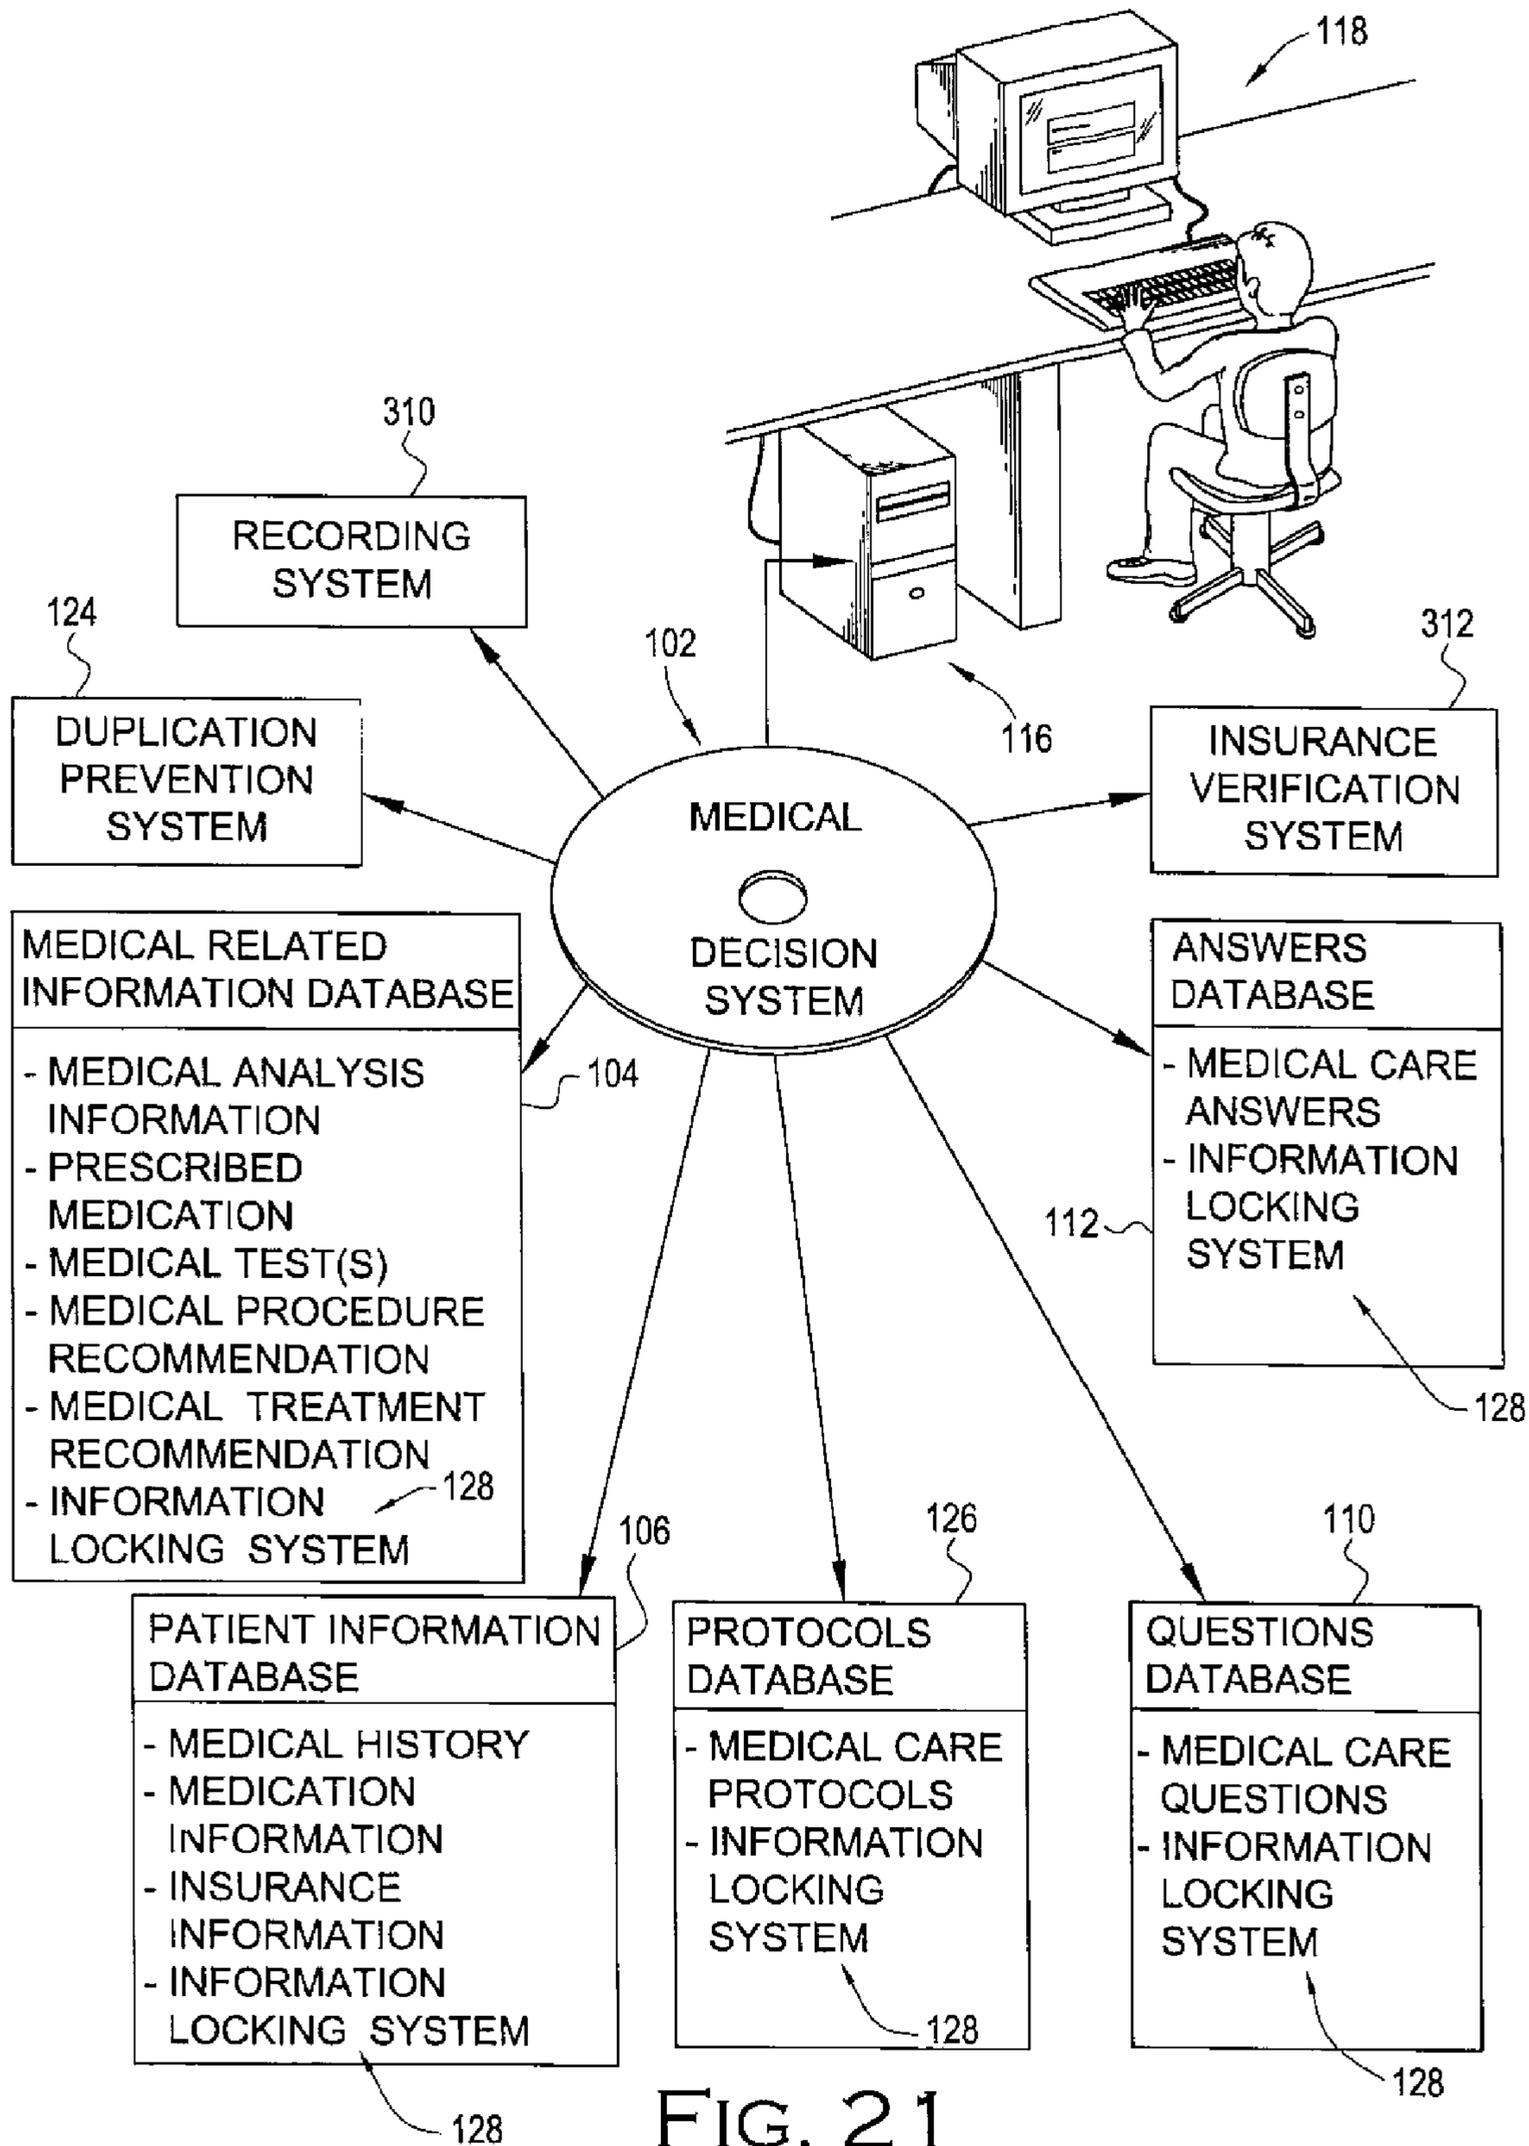 118
310
RECORDING
SYSTEM
124
DUPLICATION
PREVENTION
SYSTEM
102
116
312
INSURANCE
VERIFICATION
SYSTEM
MEDICAL
DECISION
SYSTEM
MEDICAL RELATED
INFORMATION DATABASE
- MEDICAL ANALYSIS
INFORMATION
- PRESCRIBED
MEDICATION
- MEDICAL TEST(S)
- MEDICAL PROCEDURE
RECOMMENDATION
- MEDICAL TREATMENT
RECOMMENDATION
- INFORMATION
LOCKING SYSTEM
128
104
ANSWERS
DATABASE
- MEDICAL CARE
ANSWERS
- INFORMATION
LOCKING
SYSTEM
112
128
106
PATIENT INFORMATION
DATABASE
- MEDICAL HISTORY
- MEDICATION
INFORMATION
- INSURANCE
INFORMATION
- INFORMATION
LOCKING SYSTEM
128
126
PROTOCOLS
DATABASE
- MEDICAL CARE
PROTOCOLS
- INFORMATION
LOCKING
SYSTEM
128
110
QUESTIONS
DATABASE
- MEDICAL CARE
QUESTIONS
- INFORMATION
LOCKING
SYSTEM
128
FIG. 21